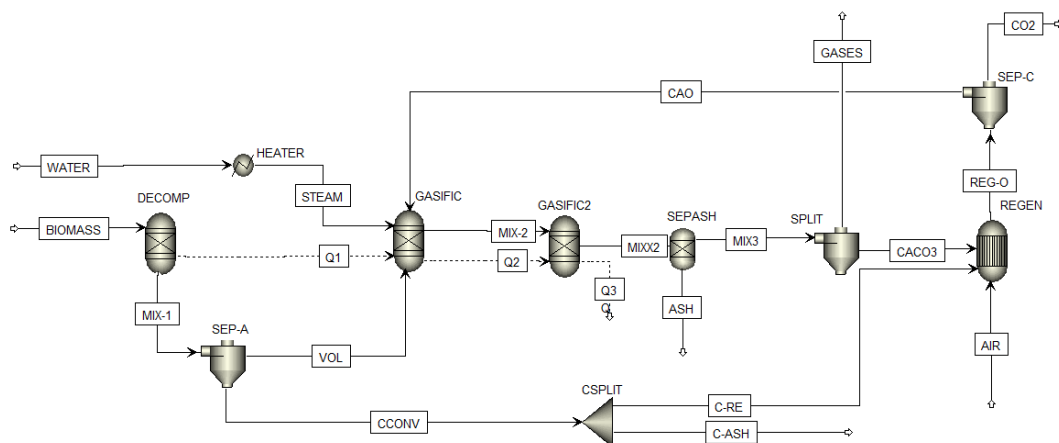 CO2
GASES
SEP-C
CAO
WATER
HEATER
STEAM
GASIFIC
DECOMP
REG-O
REGEN
BIOMASS
MIX-2
GASIFIC2
SEPASH
SPLIT
MIXX2
MIX3
Q1
Q2
CACO3
Q3
Q
ASH
MIX-1
SEP-A
VOL
AIR
CSPLIT
C-RE
CCONV
C-ASH